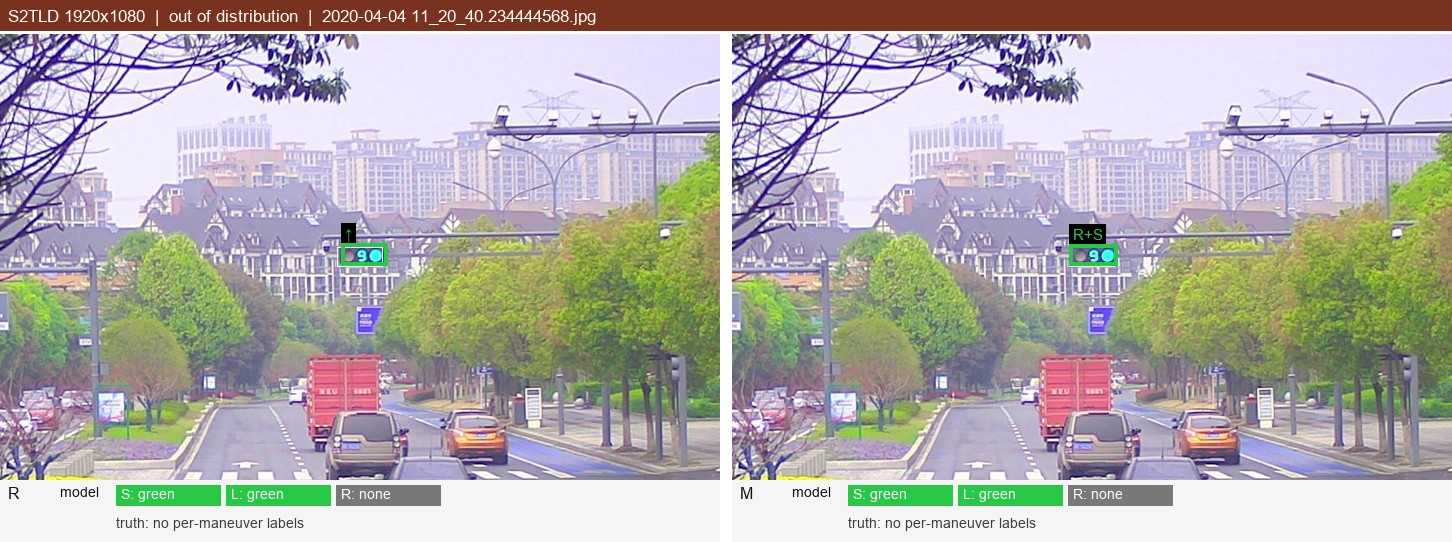 S2TLD 1920x1080 | out of distribution | 2020-04-04 11_20_40.234444568.jpg
↑
9
R+S
9
R model S: green L: green R: none
truth: no per-maneuver labels
M model S: green L: green R: none
truth: no per-maneuver labels